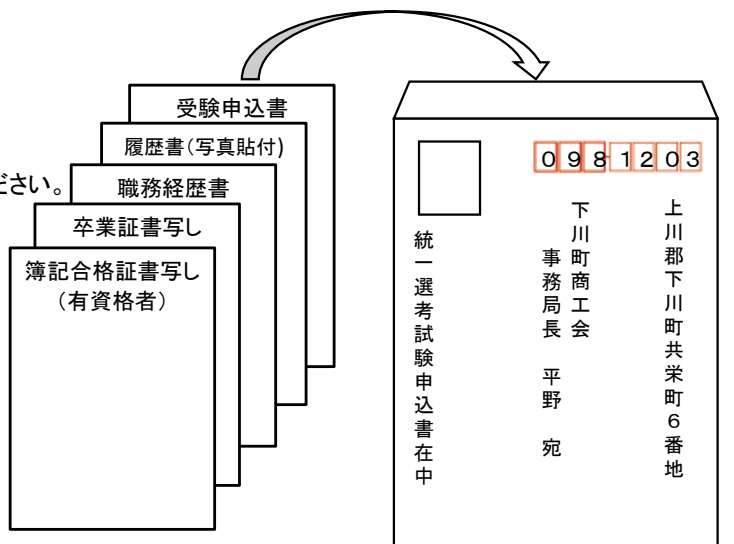 受験申込書
履歴書(写真貼付)
ださい。
職務経歴書
卒業証書写し
簿記合格証書写し
(有資格者)
098-1203
上川郡下川町共栄町6番地
下川町商工会
事務局長 平野 宛
統一選考試験申込書在中